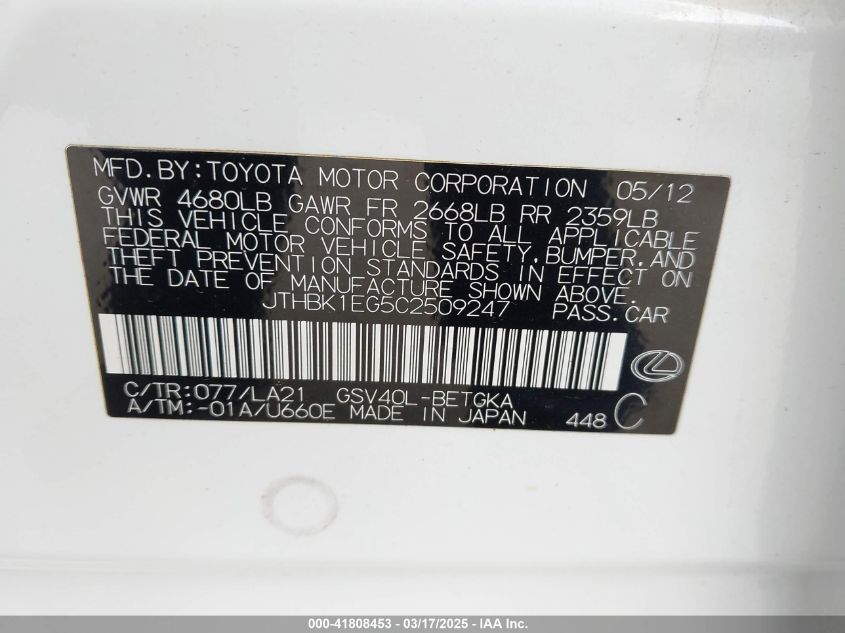 MFD. BY: TOYOTA MOTOR CORPORATION 05/12
GVWR 4680LB GAWR FR 2668LB RR 2359LB
THIS VEHICLE CONFORMS TO ALL APPLICABLE
FEDERAL MOTOR VEHICLE SAFETY, BUMPER, AND
THEFT PREVENTION STANDARDS IN EFFECT ON
THE DATE OF MANUFACTURE SHOWN ABOVE.
JTHBK1EG5C2509247 PASS. CAR
C/TR: 077/LA21 GSV40L-BETGKA
A/TM: -01A/U660E MADE IN JAPAN 448 C
000-41808453 - 03/17/2025 - IAA Inc.